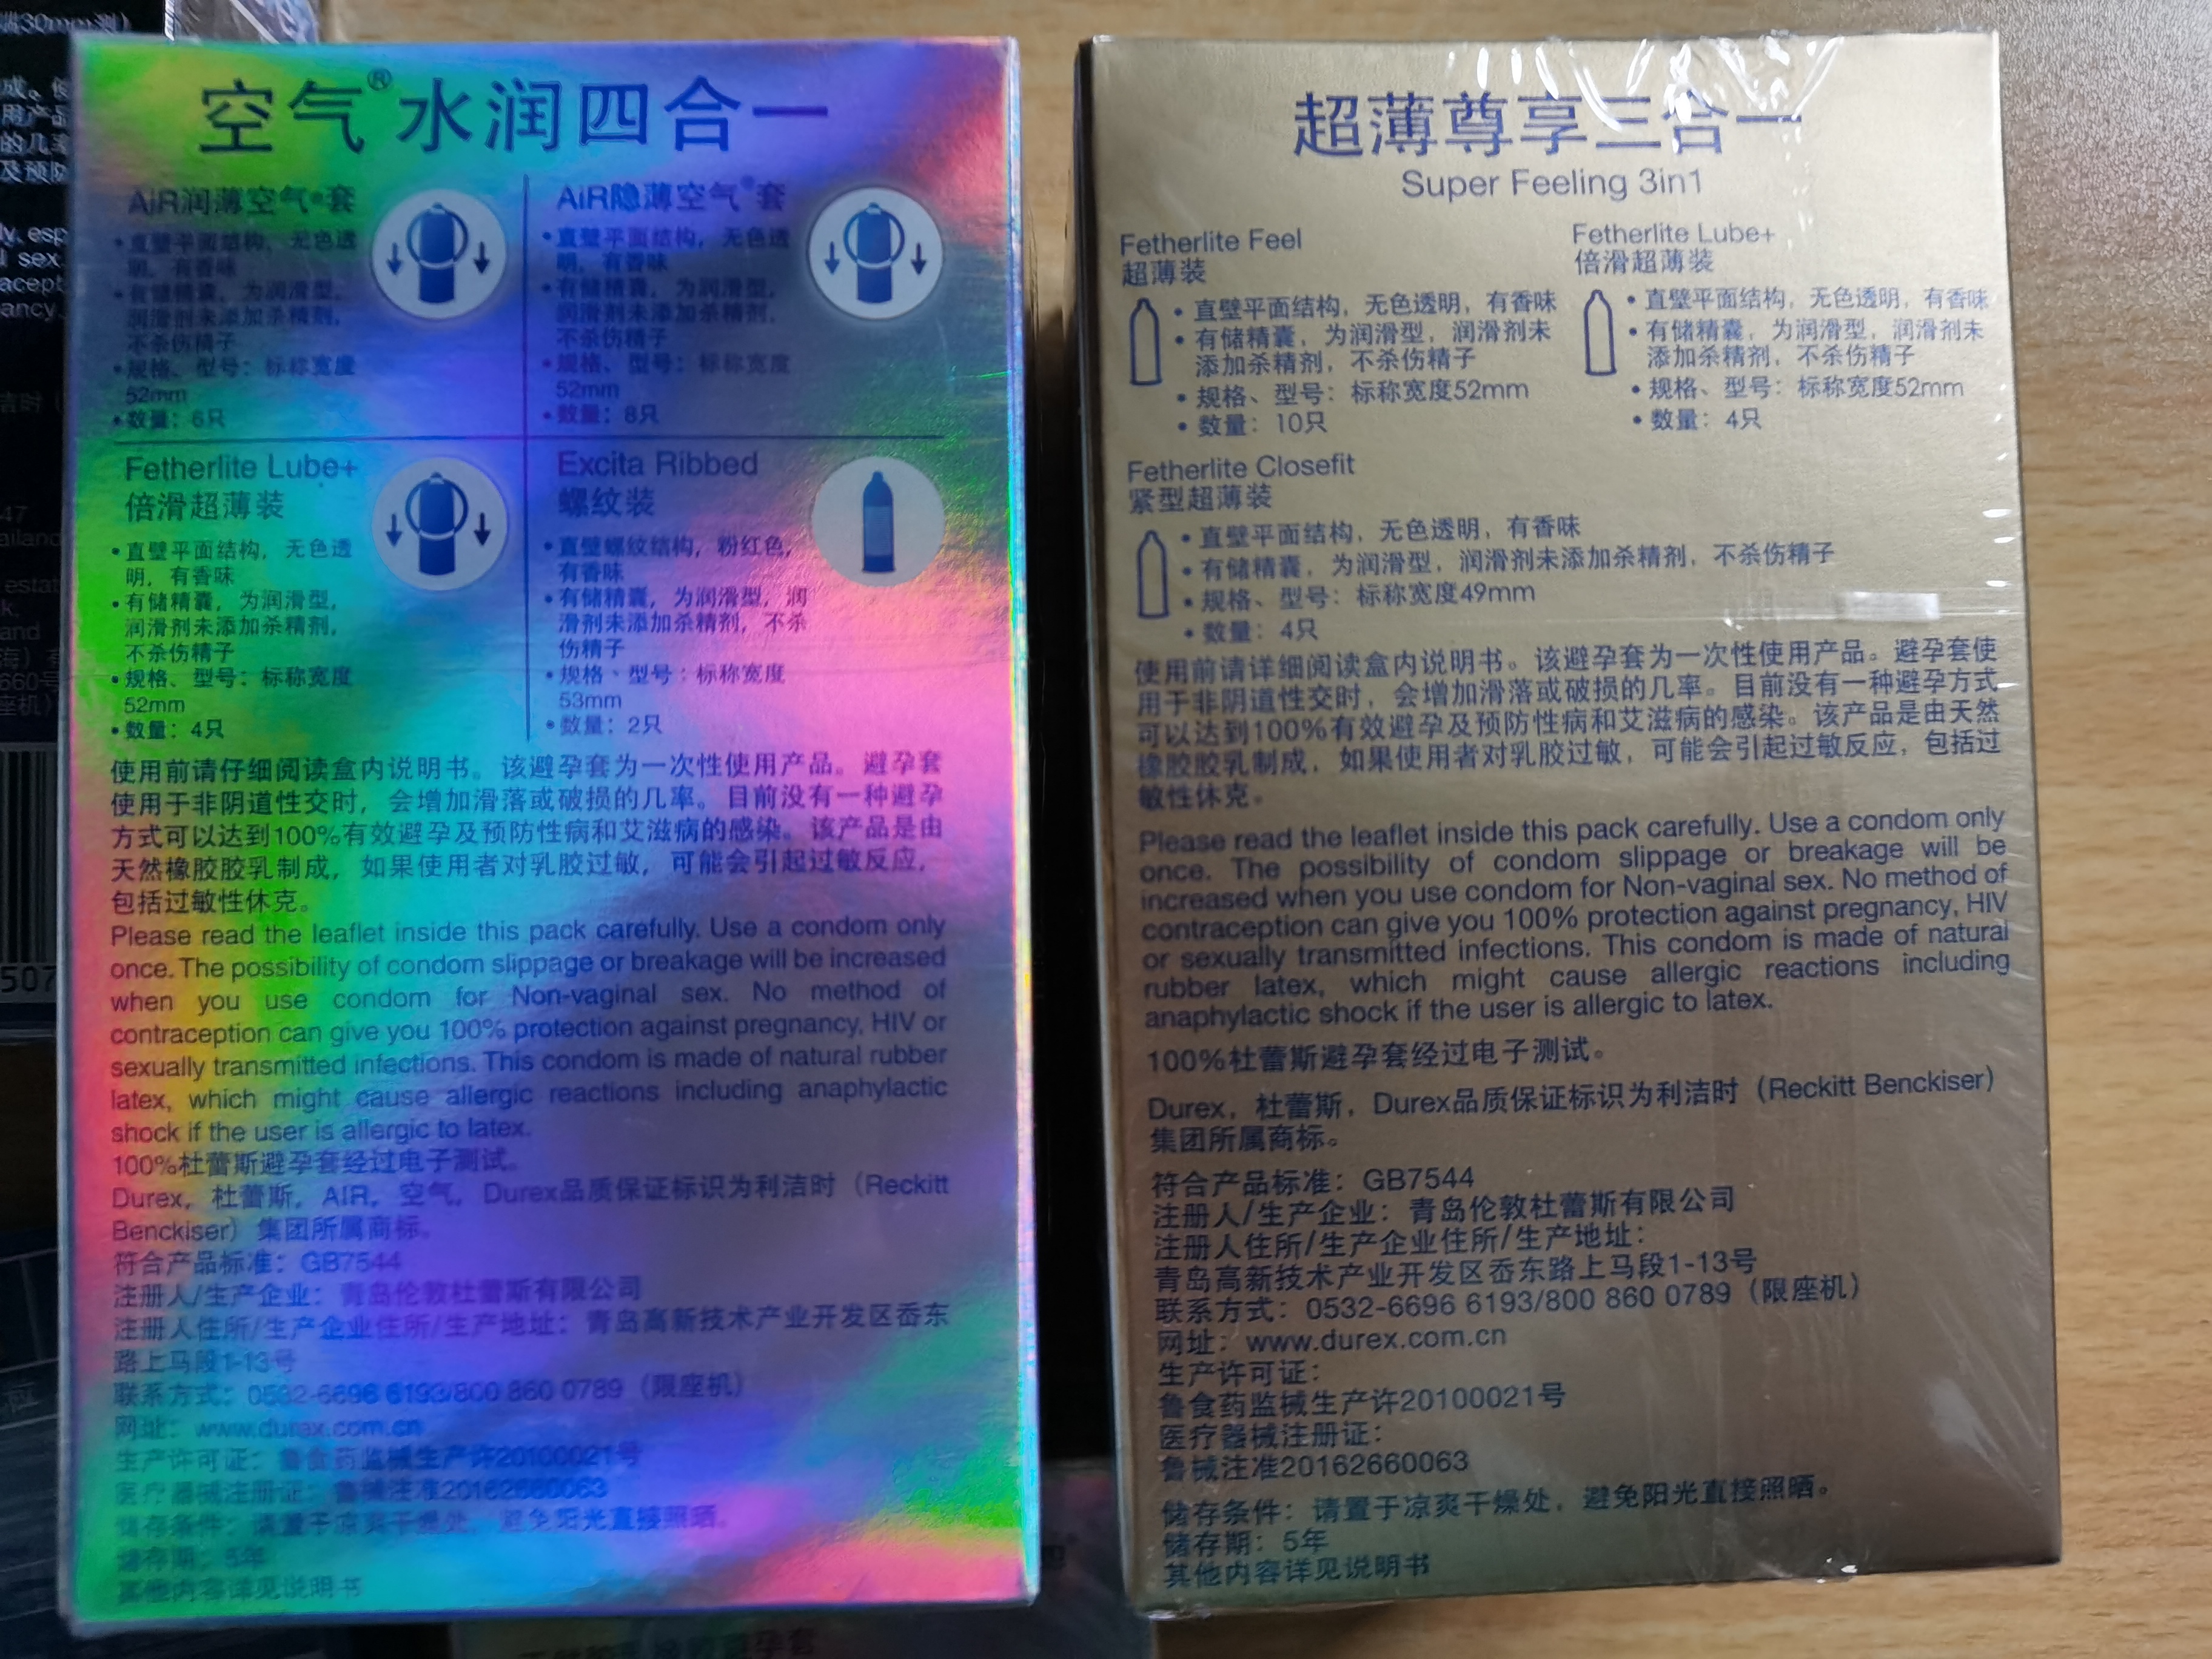 端30mm测)
成。使
用产品
的几率
及预防
ly, esp
l sex.
acept
ancy.
洁时（
47
ailand
estat
k,
and
海）有
660号
座机）
507
空气®水润四合一
AiR润薄空气®套
• 直壁平面结构，无色透
明，有香味
• 有储精囊，为润滑型，
润滑剂未添加杀精剂，
不杀伤精子
• 规格、型号：标称宽度
52mm
• 数量：6只
AiR隐薄空气®套
• 直壁平面结构，无色透
明，有香味
• 有储精囊，为润滑型，
润滑剂未添加杀精剂，
不杀伤精子
• 规格、型号：标称宽度
52mm
• 数量：8只
Fetherlite Lube+
倍滑超薄装
• 直壁平面结构，无色透
明，有香味
• 有储精囊，为润滑型，
润滑剂未添加杀精剂，
不杀伤精子
• 规格、型号：标称宽度
52mm
• 数量：4只
Excita Ribbed
螺纹装
• 直壁螺纹结构，粉红色，
有香味
• 有储精囊，为润滑型，润
滑剂未添加杀精剂，不杀
伤精子
• 规格、型号：标称宽度
53mm
• 数量：2只
使用前请仔细阅读盒内说明书。该避孕套为一次性使用产品。避孕套
使用于非阴道性交时，会增加滑落或破损的几率。目前没有一种避孕
方式可以达到100%有效避孕及预防性病和艾滋病的感染。该产品是由
天然橡胶胶乳制成，如果使用者对乳胶过敏，可能会引起过敏反应，
包括过敏性休克。
Please read the leaflet inside this pack carefully. Use a condom only
once. The possibility of condom slippage or breakage will be increased
when you use condom for Non-vaginal sex. No method of
contraception can give you 100% protection against pregnancy, HIV or
sexually transmitted infections. This condom is made of natural rubber
latex, which might cause allergic reactions including anaphylactic
shock if the user is allergic to latex.
100%杜蕾斯避孕套经过电子测试。
Durex，杜蕾斯，AIR，空气，Durex品质保证标识为利洁时（Reckitt
Benckiser）集团所属商标。
符合产品标准：GB7544
注册人/生产企业：青岛伦敦杜蕾斯有限公司
注册人住所/生产企业住所/生产地址：青岛高新技术产业开发区岙东
路上马段1-13号
联系方式：0532-6696 6193/800 860 0789（限座机）
网址：www.durex.com.cn
生产许可证：鲁食药监械生产许20100021号
医疗器械注册证：鲁械注准20162660063
储存条件：请置于凉爽干燥处，避免阳光直接照晒。
储存期：5年
其他内容详见说明书
超薄尊享三合一
Super Feeling 3in1
Fetherlite Feel
超薄装
• 直壁平面结构，无色透明，有香味
• 有储精囊，为润滑型，润滑剂未
添加杀精剂，不杀伤精子
• 规格、型号：标称宽度52mm
• 数量：10只
Fetherlite Lube+
倍滑超薄装
• 直壁平面结构，无色透明，有香味
• 有储精囊，为润滑型，润滑剂未
添加杀精剂，不杀伤精子
• 规格、型号：标称宽度52mm
• 数量：4只
Fetherlite Closefit
紧型超薄装
• 直壁平面结构，无色透明，有香味
• 有储精囊，为润滑型，润滑剂未添加杀精剂，不杀伤精子
• 规格、型号：标称宽度49mm
• 数量：4只
使用前请详细阅读盒内说明书。该避孕套为一次性使用产品。避孕套使
用于非阴道性交时，会增加滑落或破损的几率。目前没有一种避孕方式
可以达到100%有效避孕及预防性病和艾滋病的感染。该产品是由天然
橡胶胶乳制成，如果使用者对乳胶过敏，可能会引起过敏反应，包括过
敏性休克。
Please read the leaflet inside this pack carefully. Use a condom only
once. The possibility of condom slippage or breakage will be
increased when you use condom for Non-vaginal sex. No method of
contraception can give you 100% protection against pregnancy, HIV
or sexually transmitted infections. This condom is made of natural
rubber latex, which might cause allergic reactions including
anaphylactic shock if the user is allergic to latex.
100%杜蕾斯避孕套经过电子测试。
Durex，杜蕾斯，Durex品质保证标识为利洁时（Reckitt Benckiser）
集团所属商标。
符合产品标准：GB7544
注册人/生产企业：青岛伦敦杜蕾斯有限公司
注册人住所/生产企业住所/生产地址：
青岛高新技术产业开发区岙东路上马段1-13号
联系方式：0532-6696 6193/800 860 0789（限座机）
网址：www.durex.com.cn
生产许可证：
鲁食药监械生产许20100021号
医疗器械注册证：
鲁械注准20162660063
储存条件：请置于凉爽干燥处，避免阳光直接照晒。
储存期：5年
其他内容详见说明书